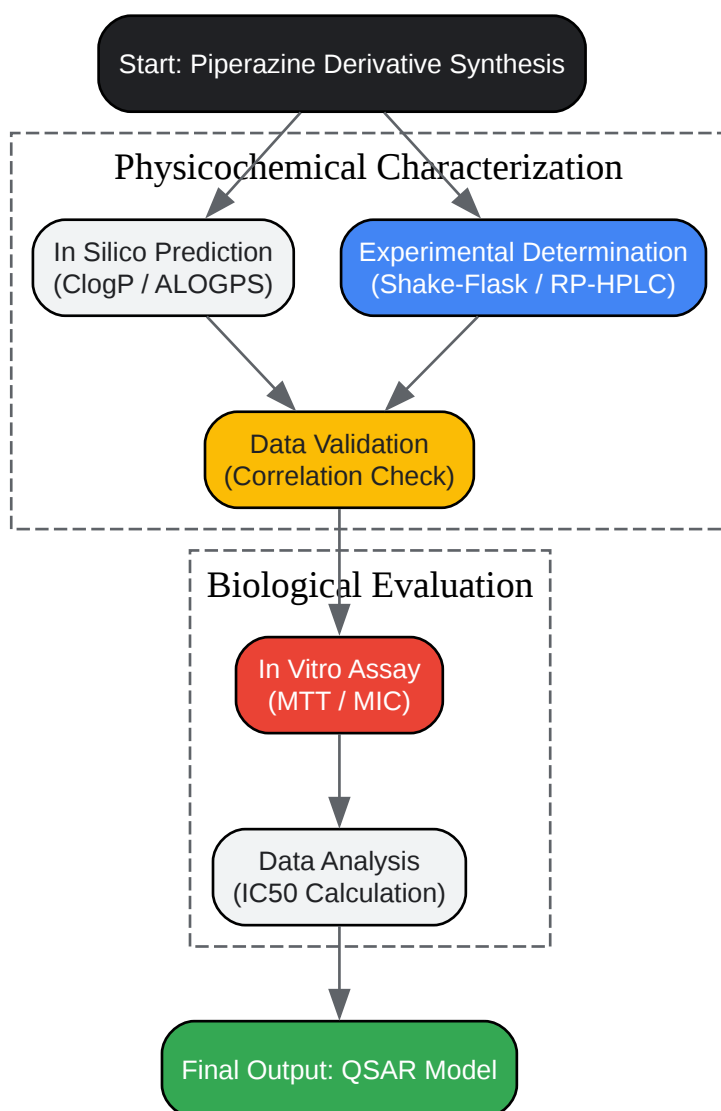 Start: Piperazine Derivative Synthesis
Physicochemical Characterization
In Silico Prediction
(ClogP / ALOGPS)
Experimental Determination
(Shake-Flask / RP-HPLC)
Data Validation
(Correlation Check)
Biological Evaluation
In Vitro Assay
(MTT / MIC)
Data Analysis
(IC50 Calculation)
Final Output: QSAR Model